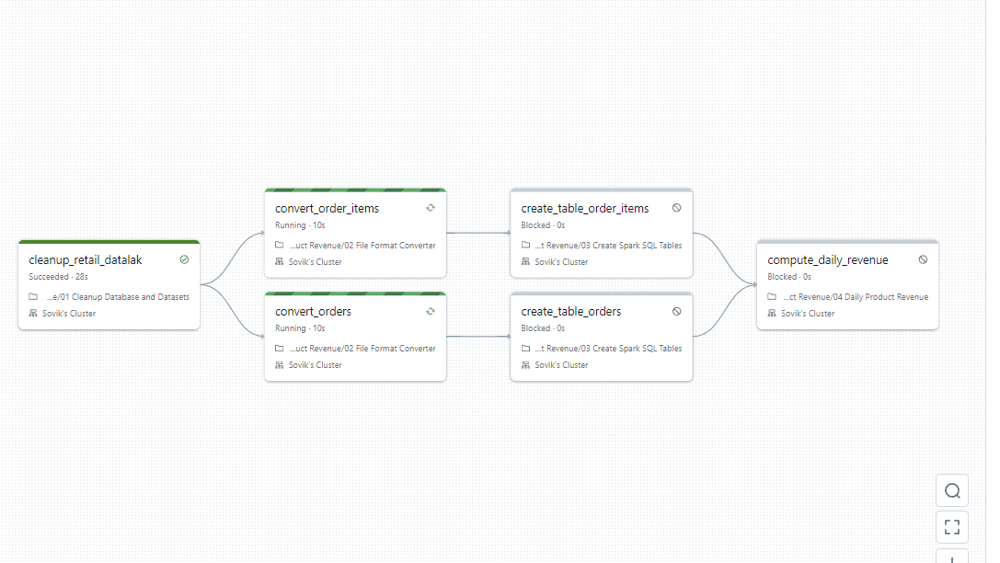 cleanup_retail_datalak
Succeeded · 28s
...e/01 Cleanup Database and Datasets
Sovik's Cluster
convert_order_items
Running · 10s
...uct Revenue/02 File Format Converter
Sovik's Cluster
convert_orders
Running · 10s
...uct Revenue/02 File Format Converter
Sovik's Cluster
create_table_order_items
Blocked · 0s
...t Revenue/03 Create Spark SQL Tables
Sovik's Cluster
create_table_orders
Blocked · 0s
...t Revenue/03 Create Spark SQL Tables
Sovik's Cluster
compute_daily_revenue
Blocked · 0s
...ct Revenue/04 Daily Product Revenue
Sovik's Cluster